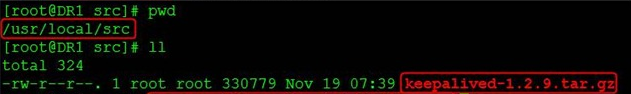 [root@DR1 src]# pwd
/usr/local/src
[root@DR1 src]# ll
total 324
-rw-r--r--. 1 root root 330779 Nov 19 07:39 keepalived-1.2.9.tar.gz